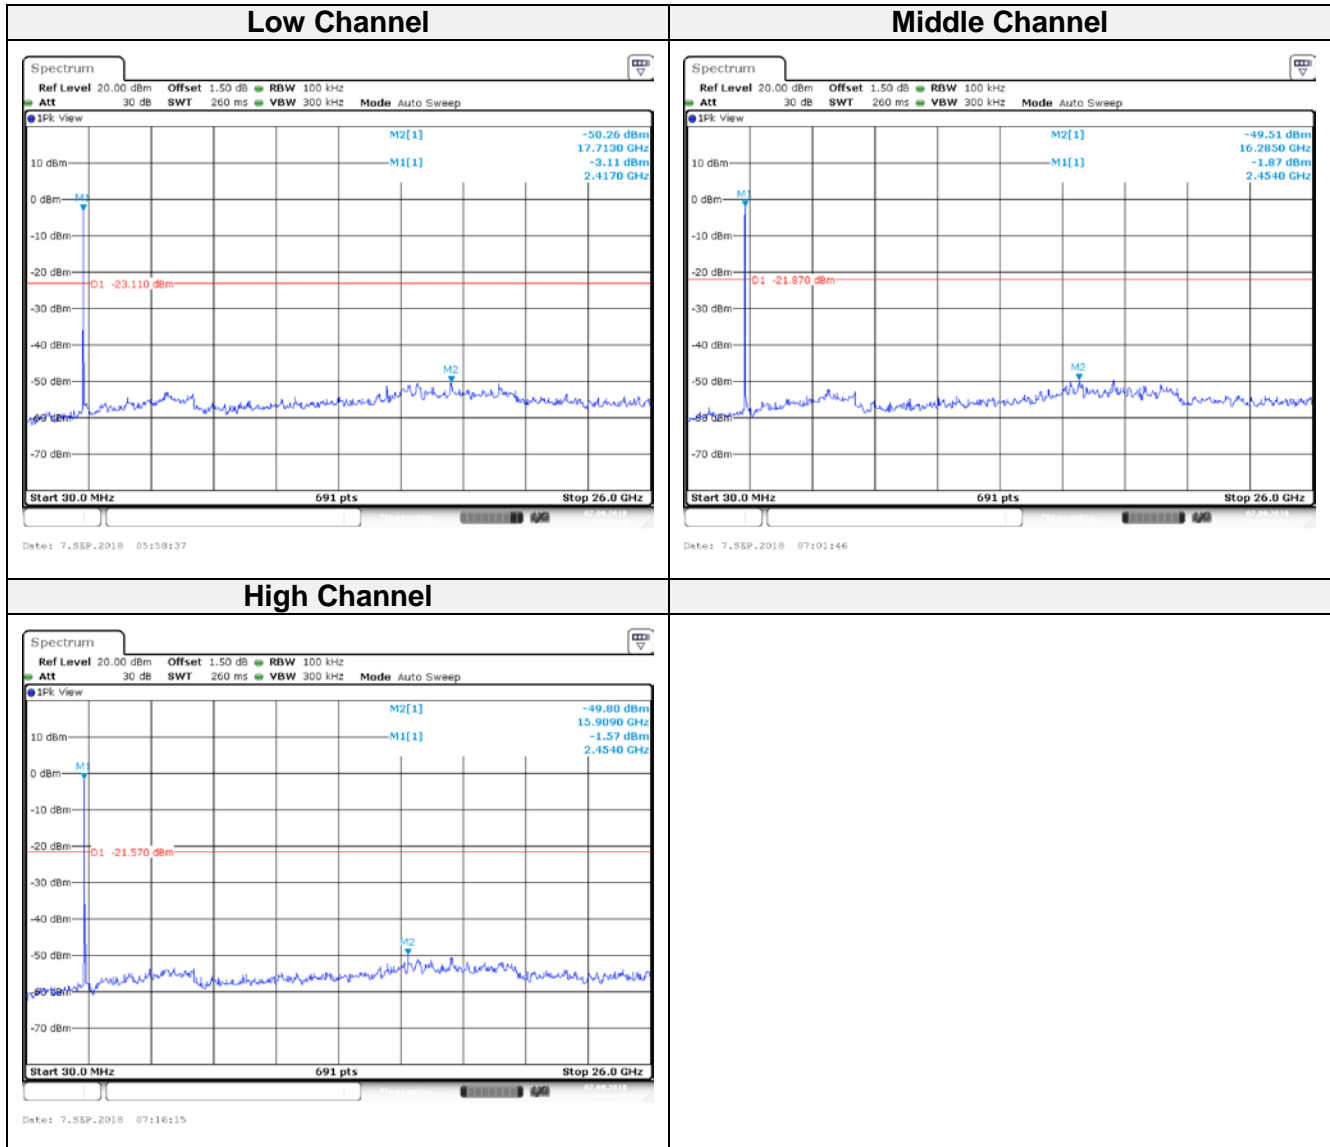 Low Channel
Spectrum
Ref Level 20.00 dBm Offset 1.50 dB RBW 100 kHz
Att 30 dB SWT 260 ms VBW 300 kHz Mode Auto Sweep
1Pk View
M2[1] -50.26 dBm
17.7130 GHz
M1[1] -3.11 dBm
2.4170 GHz
10 dBm
M1
0 dBm
-10 dBm
-20 dBm
D1 -23.110 dBm
-30 dBm
-40 dBm
M2
-50 dBm
-60 dBm
-70 dBm
Start 30.0 MHz 691 pts Stop 26.0 GHz
Date: 7.SEP.2018 05:58:37
Middle Channel
Spectrum
Ref Level 20.00 dBm Offset 1.50 dB RBW 100 kHz
Att 30 dB SWT 260 ms VBW 300 kHz Mode Auto Sweep
1Pk View
M2[1] -49.51 dBm
16.2850 GHz
M1[1] -1.87 dBm
2.4540 GHz
10 dBm
M1
0 dBm
-10 dBm
-20 dBm
D1 -21.870 dBm
-30 dBm
-40 dBm
M2
-50 dBm
-60 dBm
-70 dBm
Start 30.0 MHz 691 pts Stop 26.0 GHz
Date: 7.SEP.2018 07:01:46
High Channel
Spectrum
Ref Level 20.00 dBm Offset 1.50 dB RBW 100 kHz
Att 30 dB SWT 260 ms VBW 300 kHz Mode Auto Sweep
1Pk View
M2[1] -49.80 dBm
15.9090 GHz
M1[1] -1.57 dBm
2.4540 GHz
10 dBm
M1
0 dBm
-10 dBm
-20 dBm
D1 -21.570 dBm
-30 dBm
-40 dBm
M2
-50 dBm
-60 dBm
-70 dBm
Start 30.0 MHz 691 pts Stop 26.0 GHz
Date: 7.SEP.2018 07:16:15